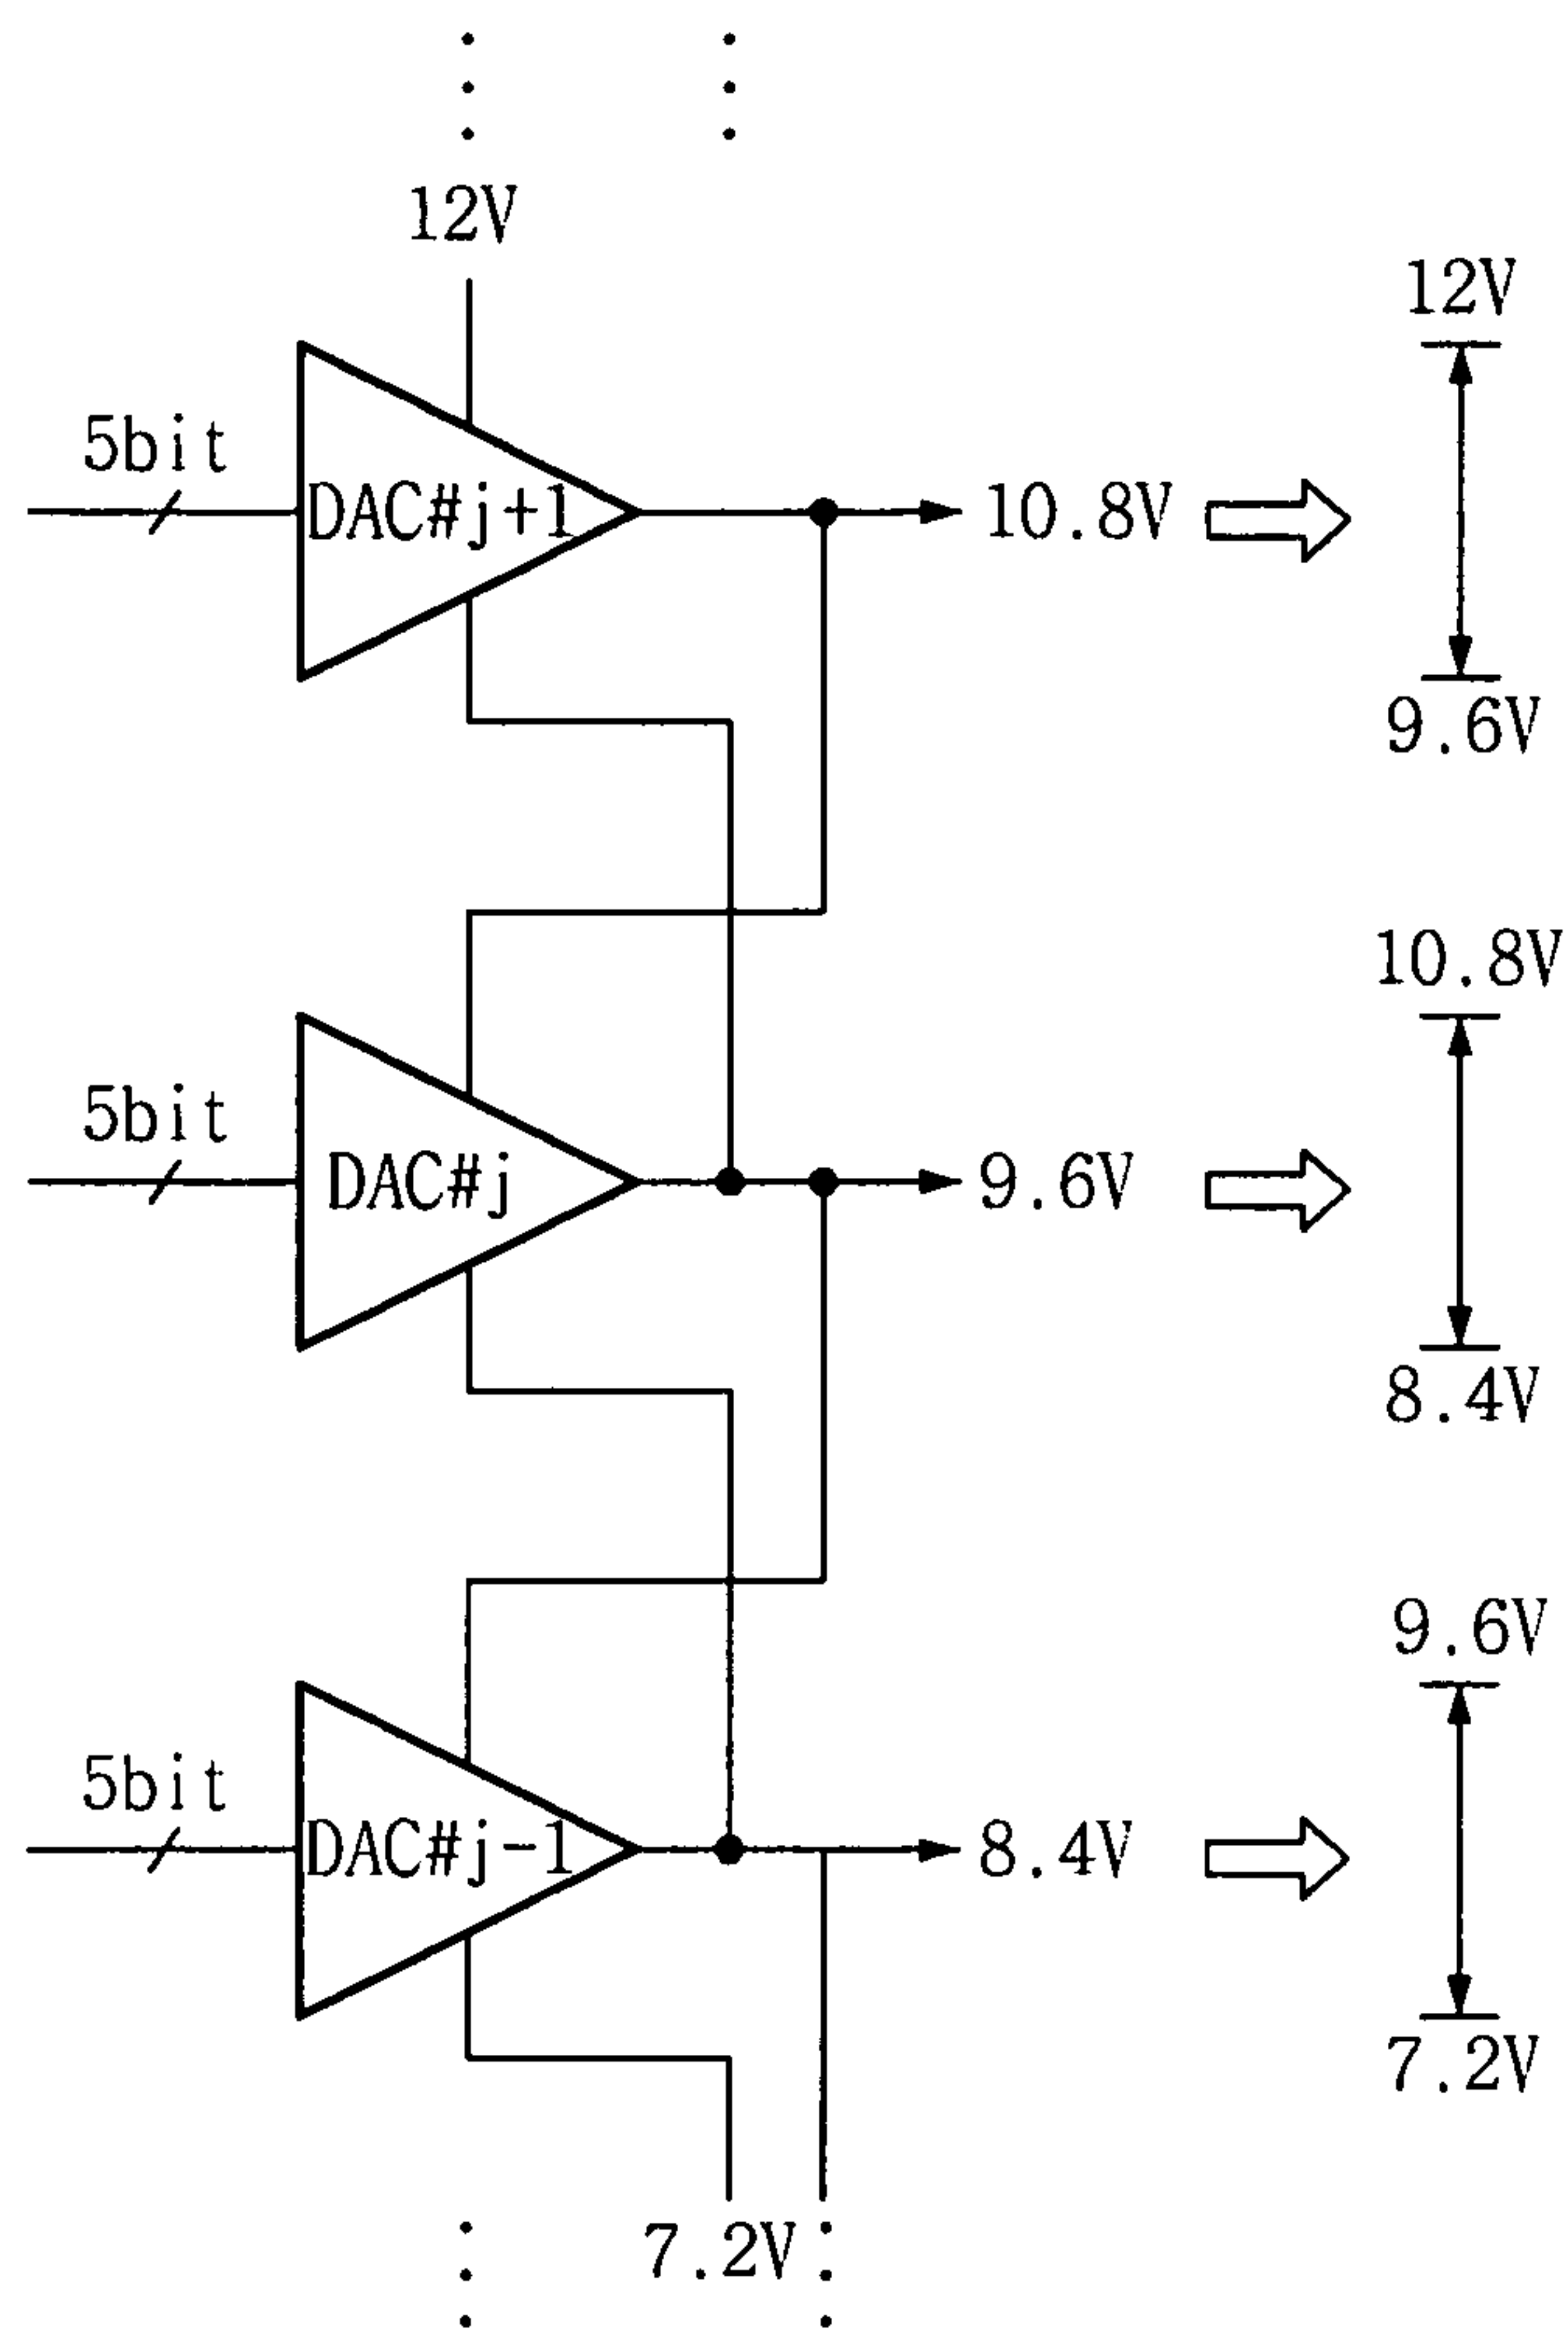 12V
12V
5bit
DAC#j+1
10.8V
9.6V
10.8V
5bit
DAC#j
9.6V
8.4V
9.6V
5bit
DAC#j-1
8.4V
7.2V
7.2V